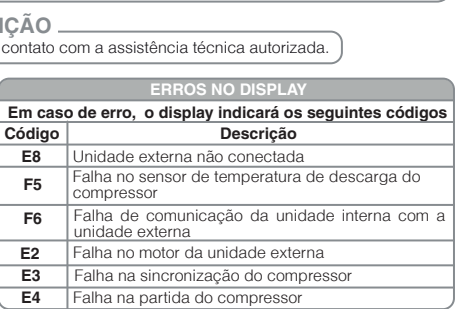 contato com a assistência técnica autorizada.
ERROS NO DISPLAY
Em caso de erro, o display indicará os seguintes códigos
Código Descrição
E8 Unidade externa não conectada
F5 Falha no sensor de temperatura de descarga do
compressor
F6 Falha de comunicação da unidade interna com a
unidade externa
E2 Falha no motor da unidade externa
E3 Falha na sincronização do compressor
E4 Falha na partida do compressor